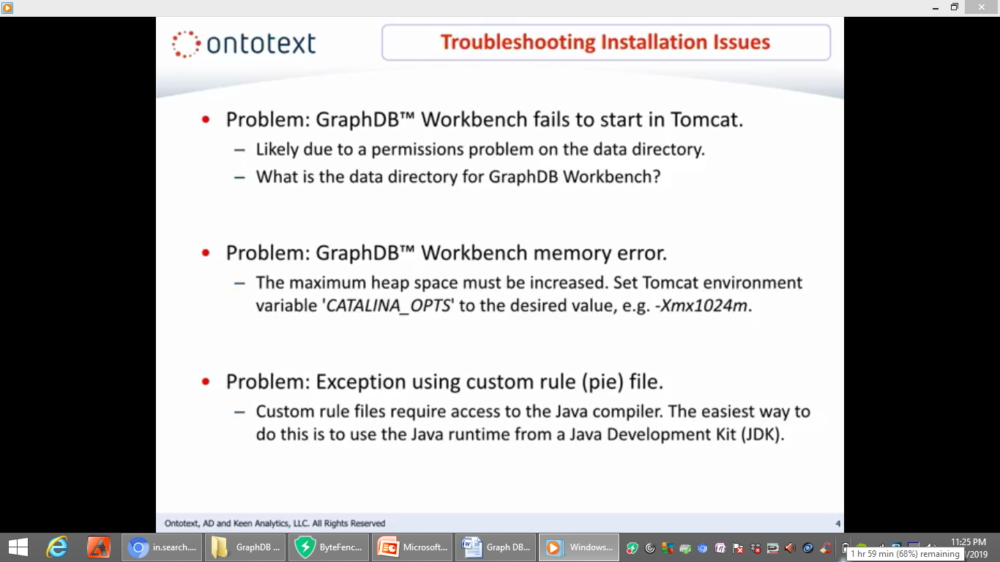 ontotext
Troubleshooting Installation Issues
• Problem: GraphDB™ Workbench fails to start in Tomcat.
– Likely due to a permissions problem on the data directory.
– What is the data directory for GraphDB Workbench?
• Problem: GraphDB™ Workbench memory error.
– The maximum heap space must be increased. Set Tomcat environment
variable 'CATALINA_OPTS' to the desired value, e.g. -Xmx1024m.
• Problem: Exception using custom rule (pie) file.
– Custom rule files require access to the Java compiler. The easiest way to
do this is to use the Java runtime from a Java Development Kit (JDK).
Ontotext, AD and Keen Analytics, LLC. All Rights Reserved
4
in.search....
GraphDB ...
ByteFenc...
Microsoft...
Graph DB...
Windows...
11:25 PM
/2019
1 hr 59 min (68%) remaining